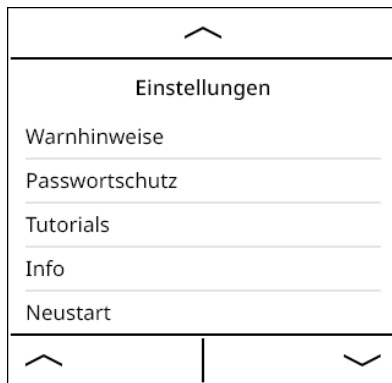 Einstellungen
Warnhinweise
Passwortschutz
Tutorials
Info
Neustart